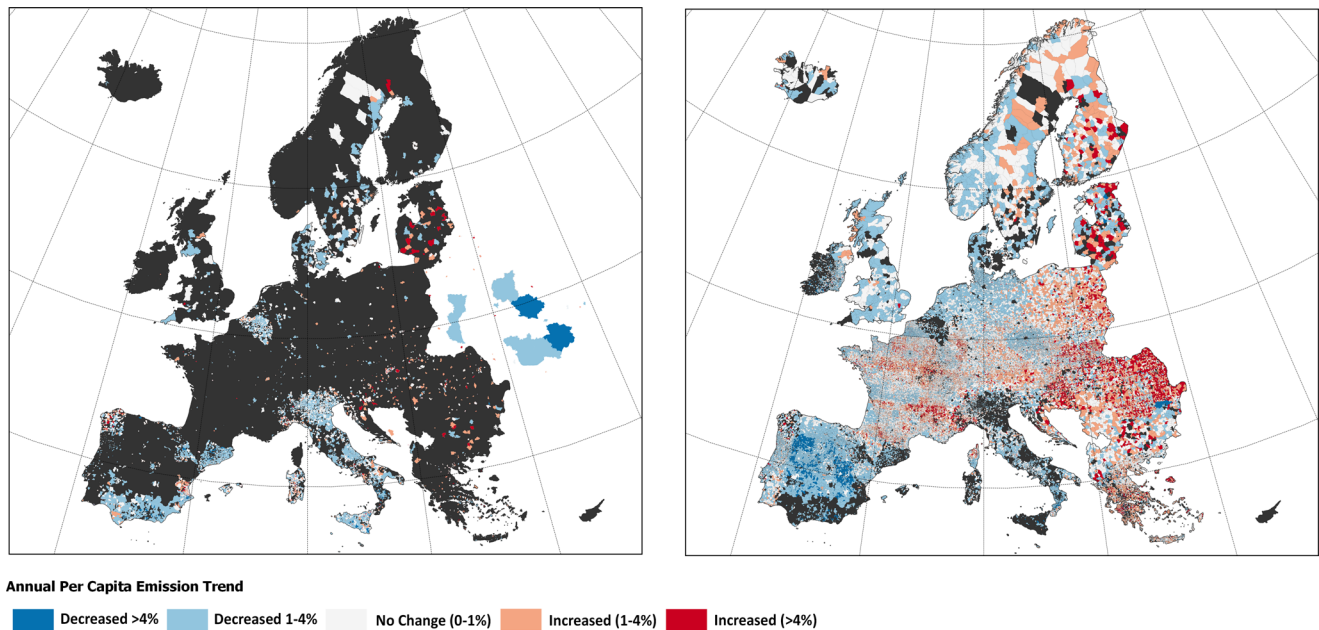 Annual Per Capita Emission Trend
Decreased >4% Decreased 1-4% No Change (0-1%) Increased (1-4%) Increased (>4%)